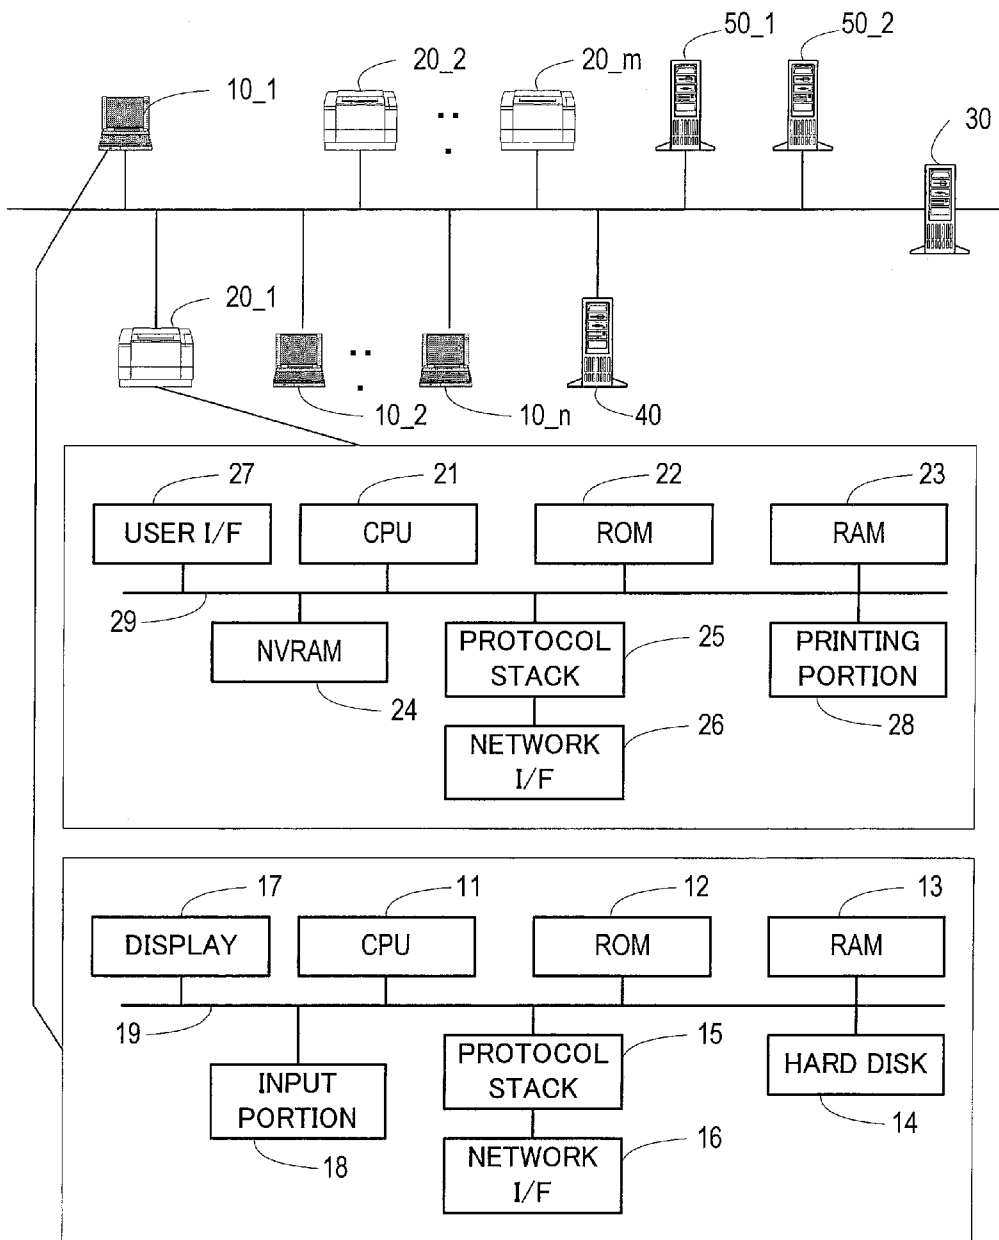 50_1
50_2
20_2
20_m
10_1
30
20_1
10_2
10_n
40
27
21
22
23
USER I/F
CPU
ROM
RAM
29
NVRAM
PROTOCOL
STACK
25
PRINTING
PORTION
24
NETWORK
I/F
26
28
17
11
12
13
DISPLAY
CPU
ROM
RAM
19
INPUT
PORTION
PROTOCOL
STACK
15
HARD DISK
18
NETWORK
I/F
16
14